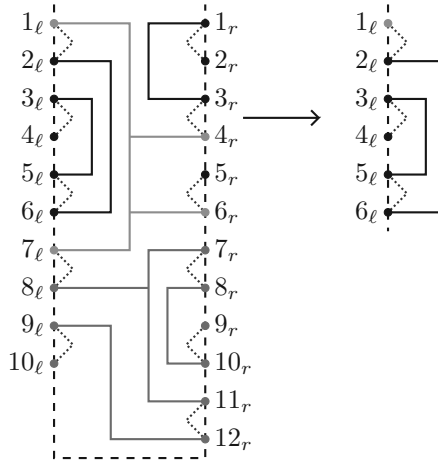 1ℓ 1r 1ℓ
2ℓ 2r 2ℓ
3ℓ 3r 3ℓ
4ℓ 4r 4ℓ
5ℓ 5r 5ℓ
6ℓ 6r 6ℓ
7ℓ 7r
8ℓ 8r
9ℓ 9r
10ℓ 10r
11r
12r